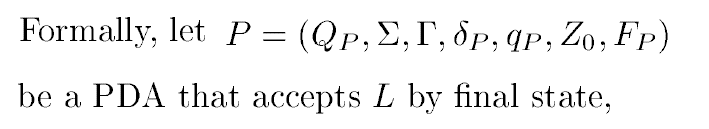 Formally, let P = (Q_P, Σ, Γ, δ_P, q_P, Z_0, F_P)
be a PDA that accepts L by final state,